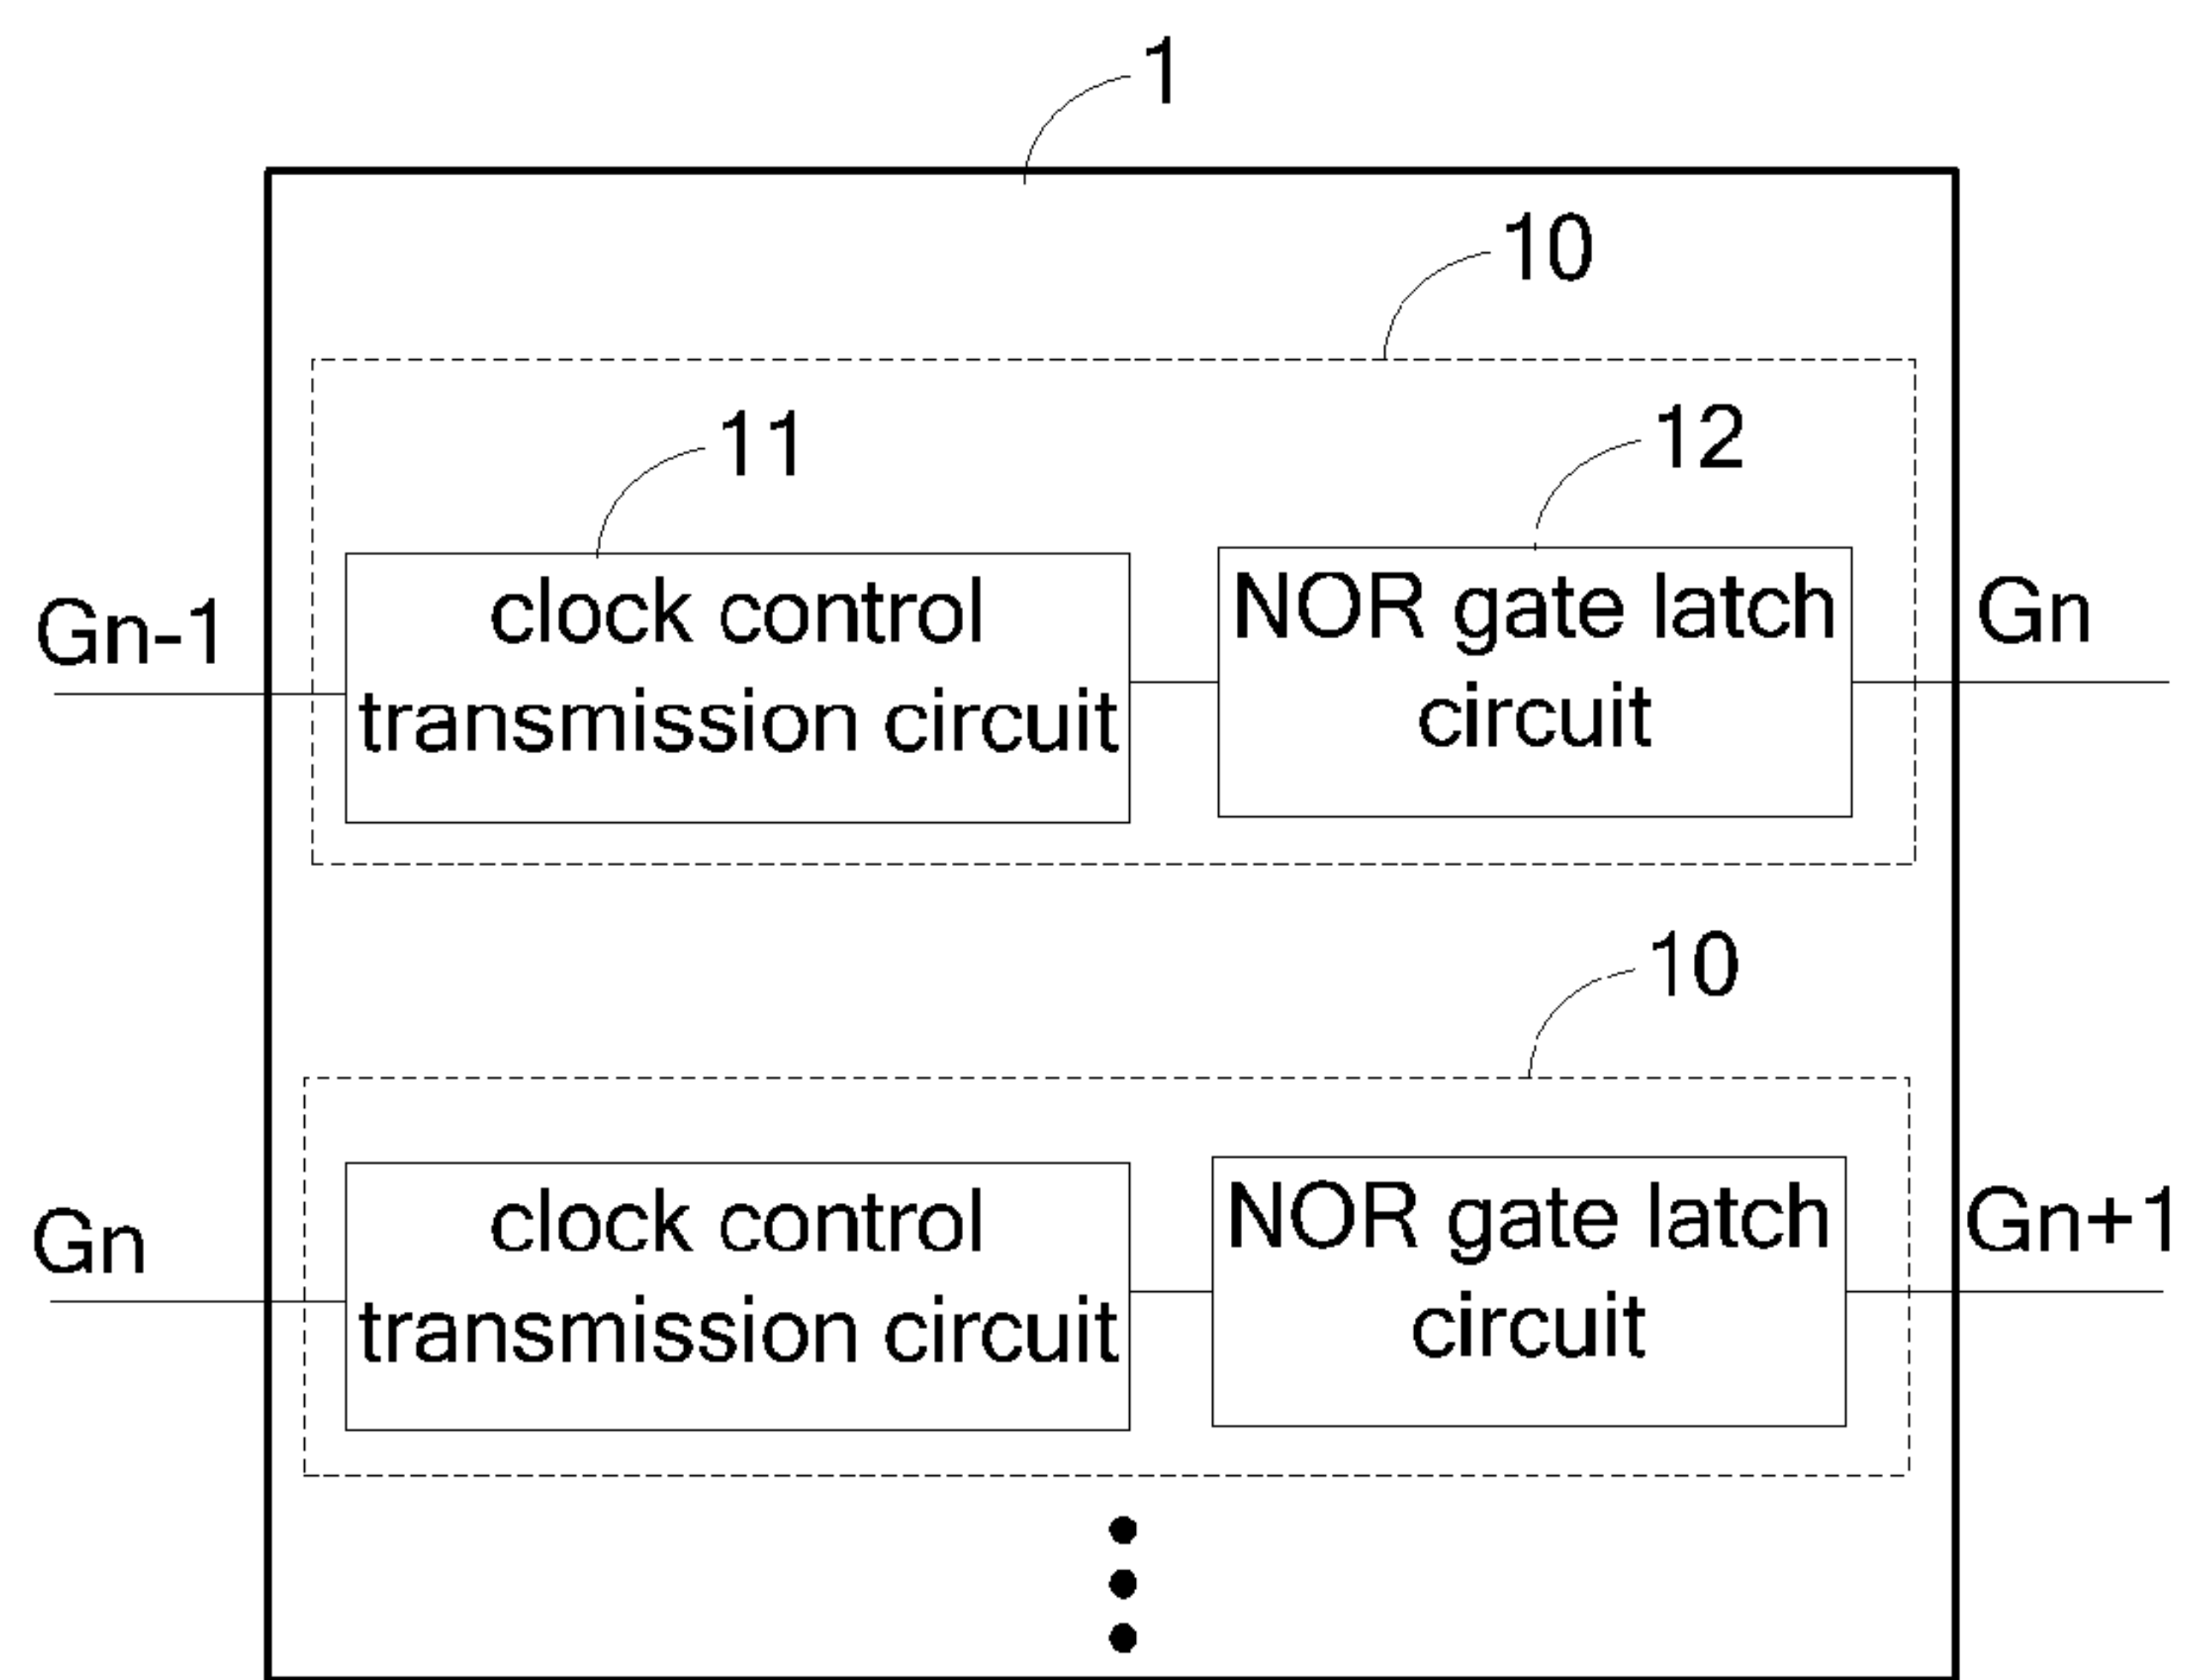 1
10
11
12
Gn-1
clock control
transmission circuit
NOR gate latch
circuit
Gn
10
Gn
clock control
transmission circuit
NOR gate latch
circuit
Gn+1